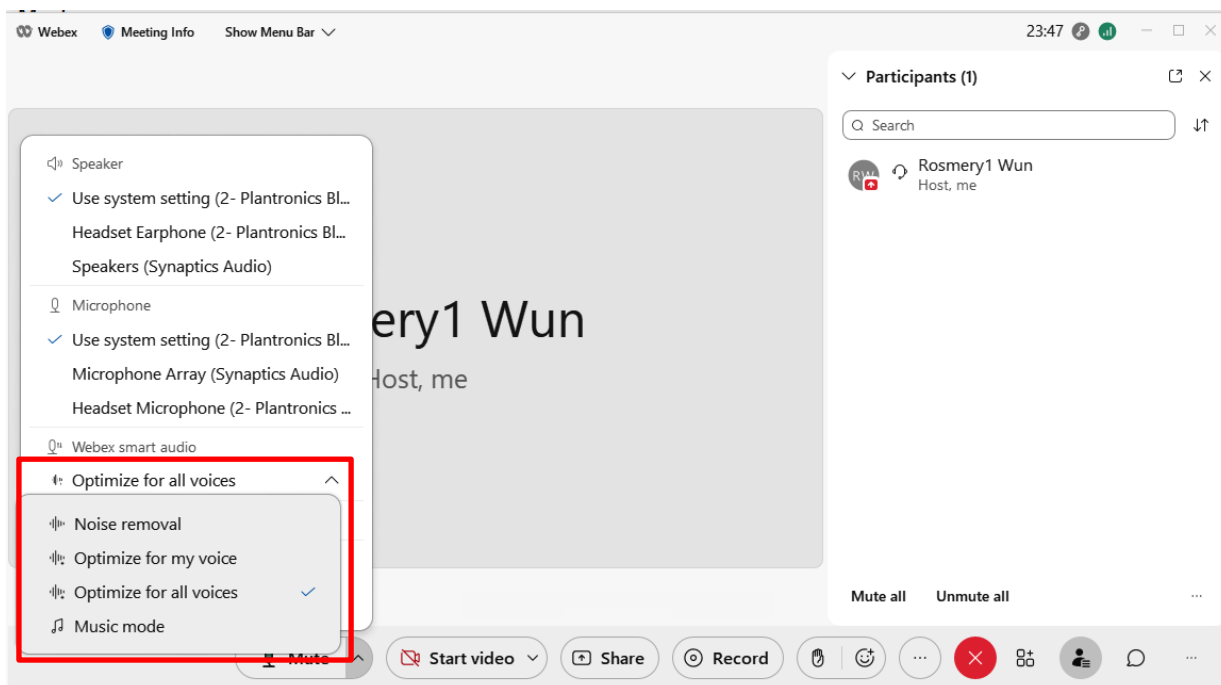 Webex Meeting Info Show Menu Bar 23:47
Participants (1)
Search
RW Rosmery1 Wun
Host, me
Speaker
Use system setting (2- Plantronics Bl...
Headset Earphone (2- Plantronics Bl...
Speakers (Synaptics Audio)
Microphone
Use system setting (2- Plantronics Bl...
Microphone Array (Synaptics Audio)
Headset Microphone (2- Plantronics ...
Webex smart audio
Optimize for all voices
Noise removal
Optimize for my voice
Optimize for all voices
Music mode
ery1 Wun
Host, me
Mute all Unmute all
Mute Start video Share Record